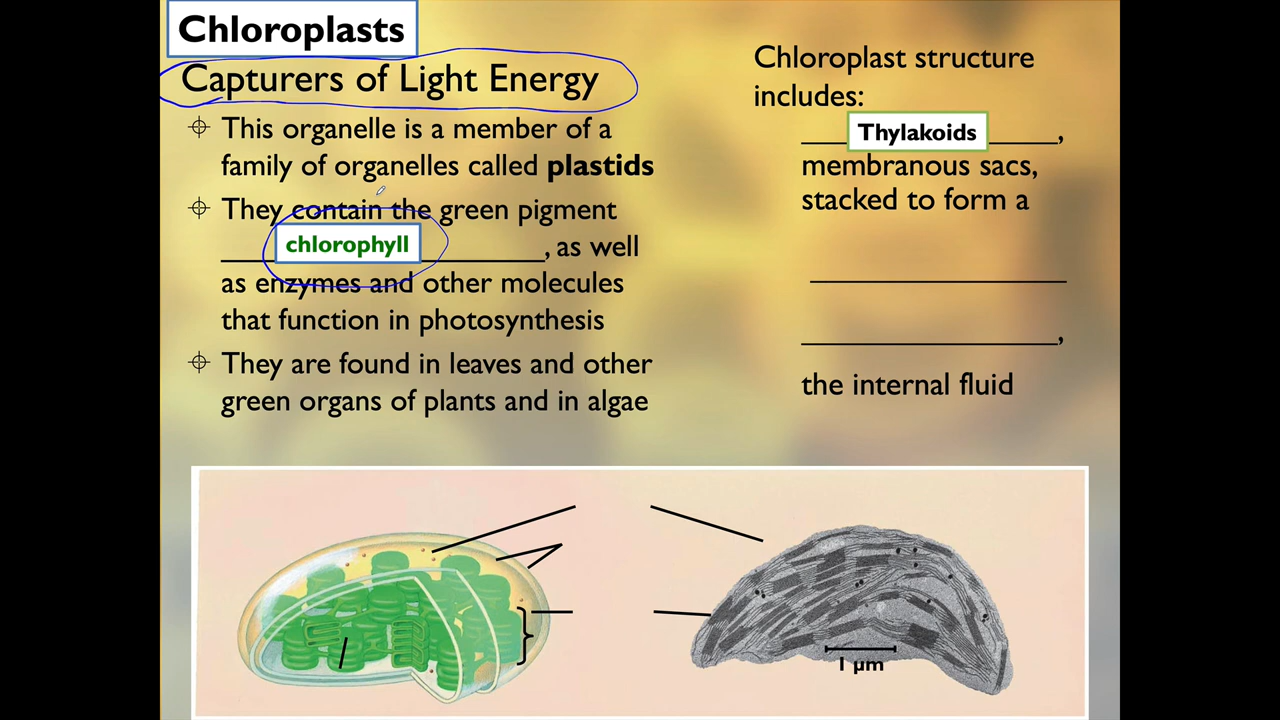 Chloroplasts
Capturers of Light Energy
This organelle is a member of a
family of organelles called plastids
They contain the green pigment
chlorophyll, as well
as enzymes and other molecules
that function in photosynthesis
They are found in leaves and other
green organs of plants and in algae
Chloroplast structure
includes:
Thylakoids,
membranous sacs,
stacked to form a
,
the internal fluid
1 µm